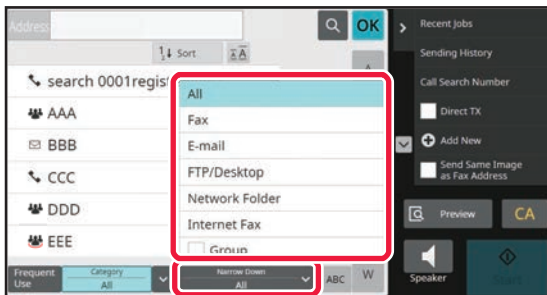 Address
OK
Sort
A
search 0001regis
AAA
BBB
CCC
DDD
EEE
All
Fax
E-mail
FTP/Desktop
Network Folder
Internet Fax
Group
Frequent
Use
Category
All
Narrow Down
All
ABC
W
Recent Jobs
Sending History
Call Search Number
Direct TX
Add New
Send Same Image
as Fax Address
Preview
CA
Speaker
Start